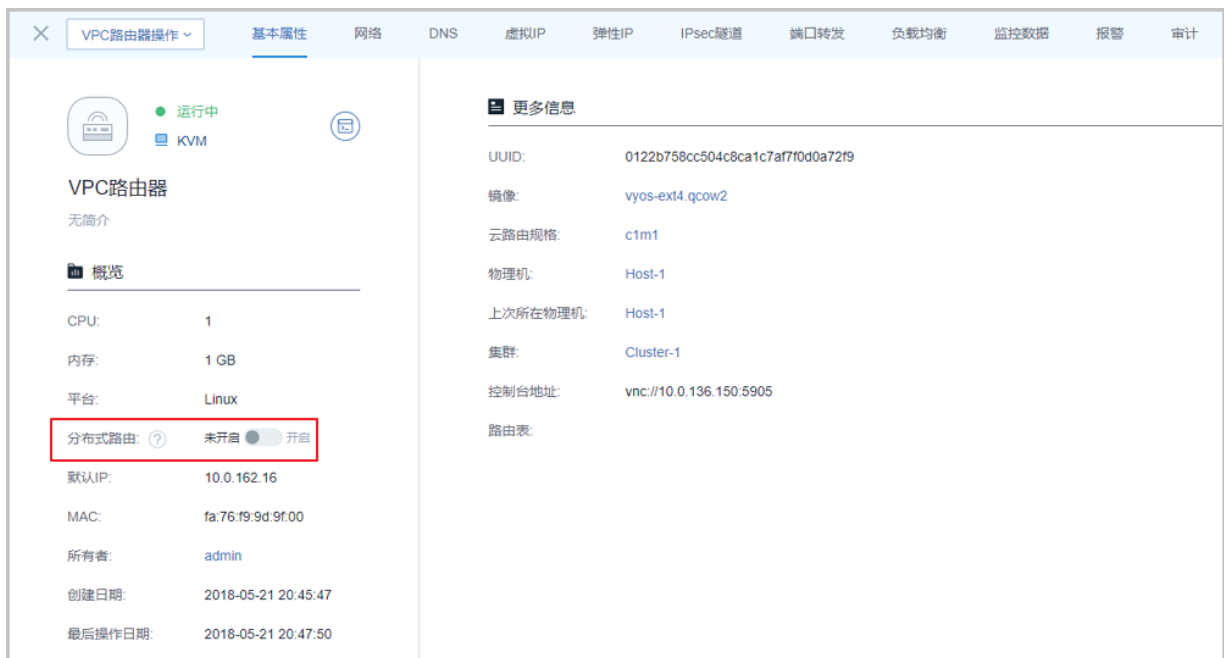 VPC路由器操作 基本属性 网络 DNS 虚拟IP 弹性IP IPsec隧道 端口转发 负载均衡 监控数据 报警 审计
运行中
KVM
VPC路由器
无简介
概览
CPU: 1
内存: 1 GB
平台: Linux
分布式路由: ? 未开启 开启
默认IP: 10.0.162.16
MAC: fa:76:f9:9d:9f:00
所有者: admin
创建日期: 2018-05-21 20:45:47
最后操作日期: 2018-05-21 20:47:50
更多信息
UUID: 0122b758cc504c8ca1c7af7f0d0a72f9
镜像: vyos-ext4.qcow2
云路由规格: c1m1
物理机: Host-1
上次所在物理机: Host-1
集群: Cluster-1
控制台地址: vnc://10.0.136.150:5905
路由表: